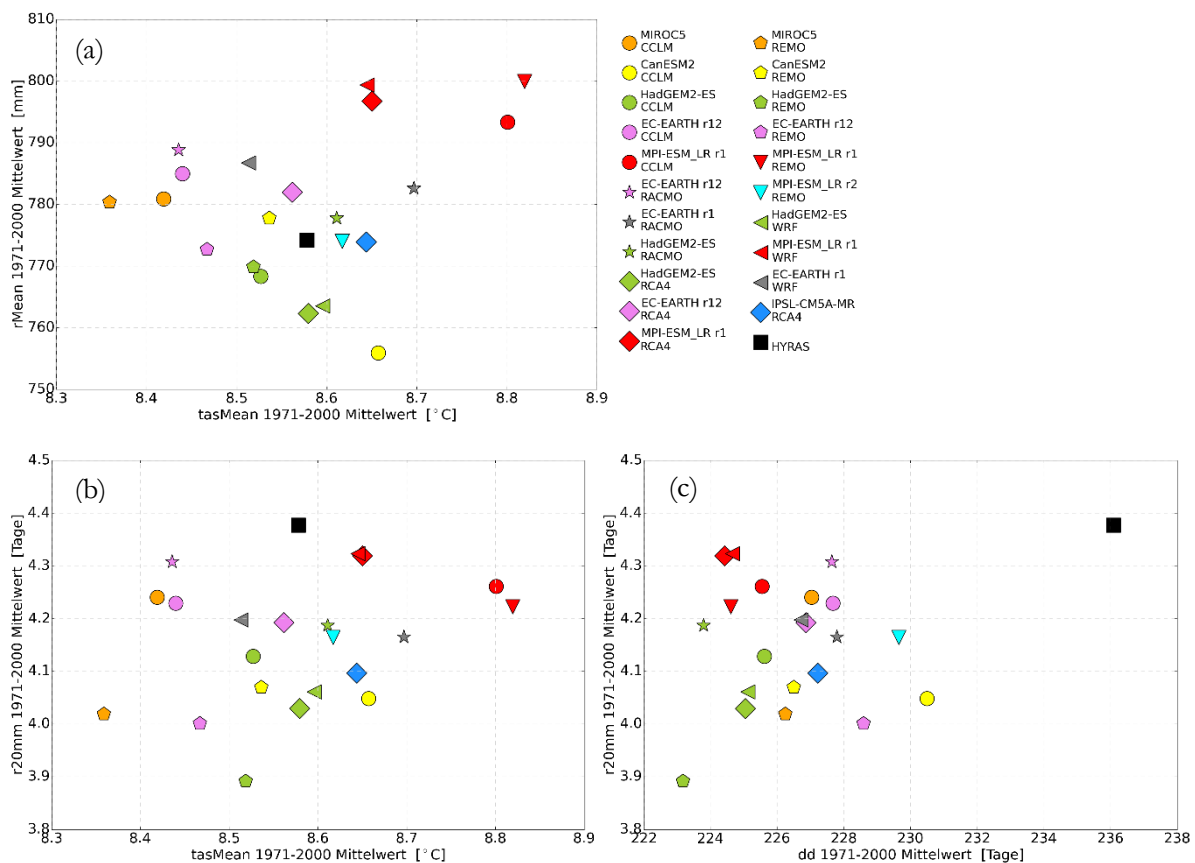 (a)
810
800
790
780
770
760
750
rMean 1971-2000 Mittelwert [mm]
8.3
8.4
8.5
8.6
8.7
8.8
8.9
tasMean 1971-2000 Mittelwert [°C]
MIROC5
CCLM
CanESM2
CCLM
HadGEM2-ES
CCLM
EC-EARTH r12
CCLM
MPI-ESM_LR r1
CCLM
EC-EARTH r12
RACMO
EC-EARTH r1
RACMO
HadGEM2-ES
RACMO
HadGEM2-ES
RCA4
EC-EARTH r12
RCA4
MPI-ESM_LR r1
RCA4
MIROC5
REMO
CanESM2
REMO
HadGEM2-ES
REMO
EC-EARTH r12
REMO
MPI-ESM_LR r1
REMO
MPI-ESM_LR r2
REMO
HadGEM2-ES
WRF
MPI-ESM_LR r1
WRF
EC-EARTH r1
WRF
IPSL-CM5A-MR
RCA4
HYRAS
(b)
4.5
4.4
4.3
4.2
4.1
4.0
3.9
3.8
r20mm 1971-2000 Mittelwert [Tage]
8.3
8.4
8.5
8.6
8.7
8.8
8.9
tasMean 1971-2000 Mittelwert [°C]
(c)
4.5
4.4
4.3
4.2
4.1
4.0
3.9
3.8
r20mm 1971-2000 Mittelwert [Tage]
222
224
226
228
230
232
234
236
238
dd 1971-2000 Mittelwert [Tage]